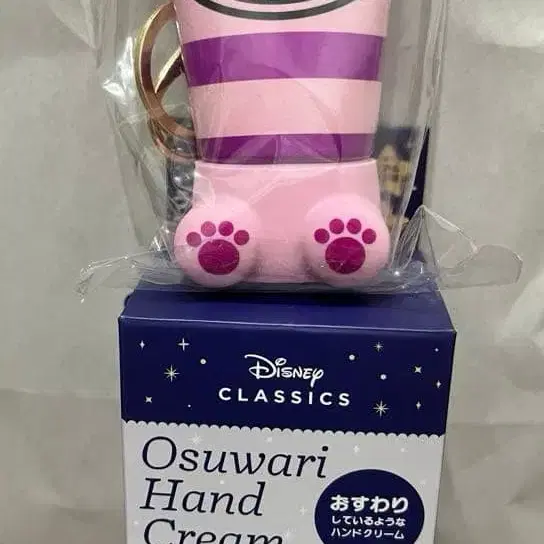 Disney
CLASSICS
Osuwari
Hand
Cream
おすわり
しているような
ハンドクリーム